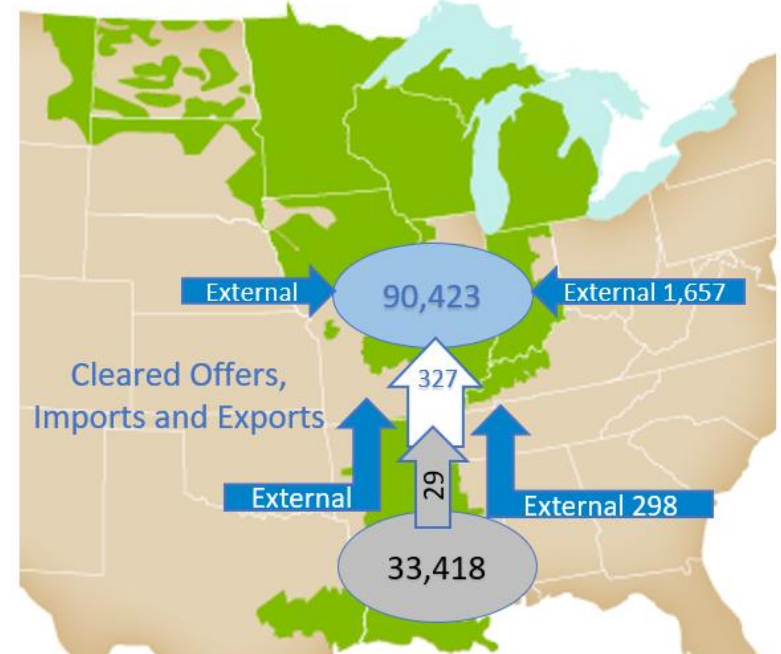 External
90,423
External 1,657
Cleared Offers,
Imports and Exports
327
29
External
External 298
33,418